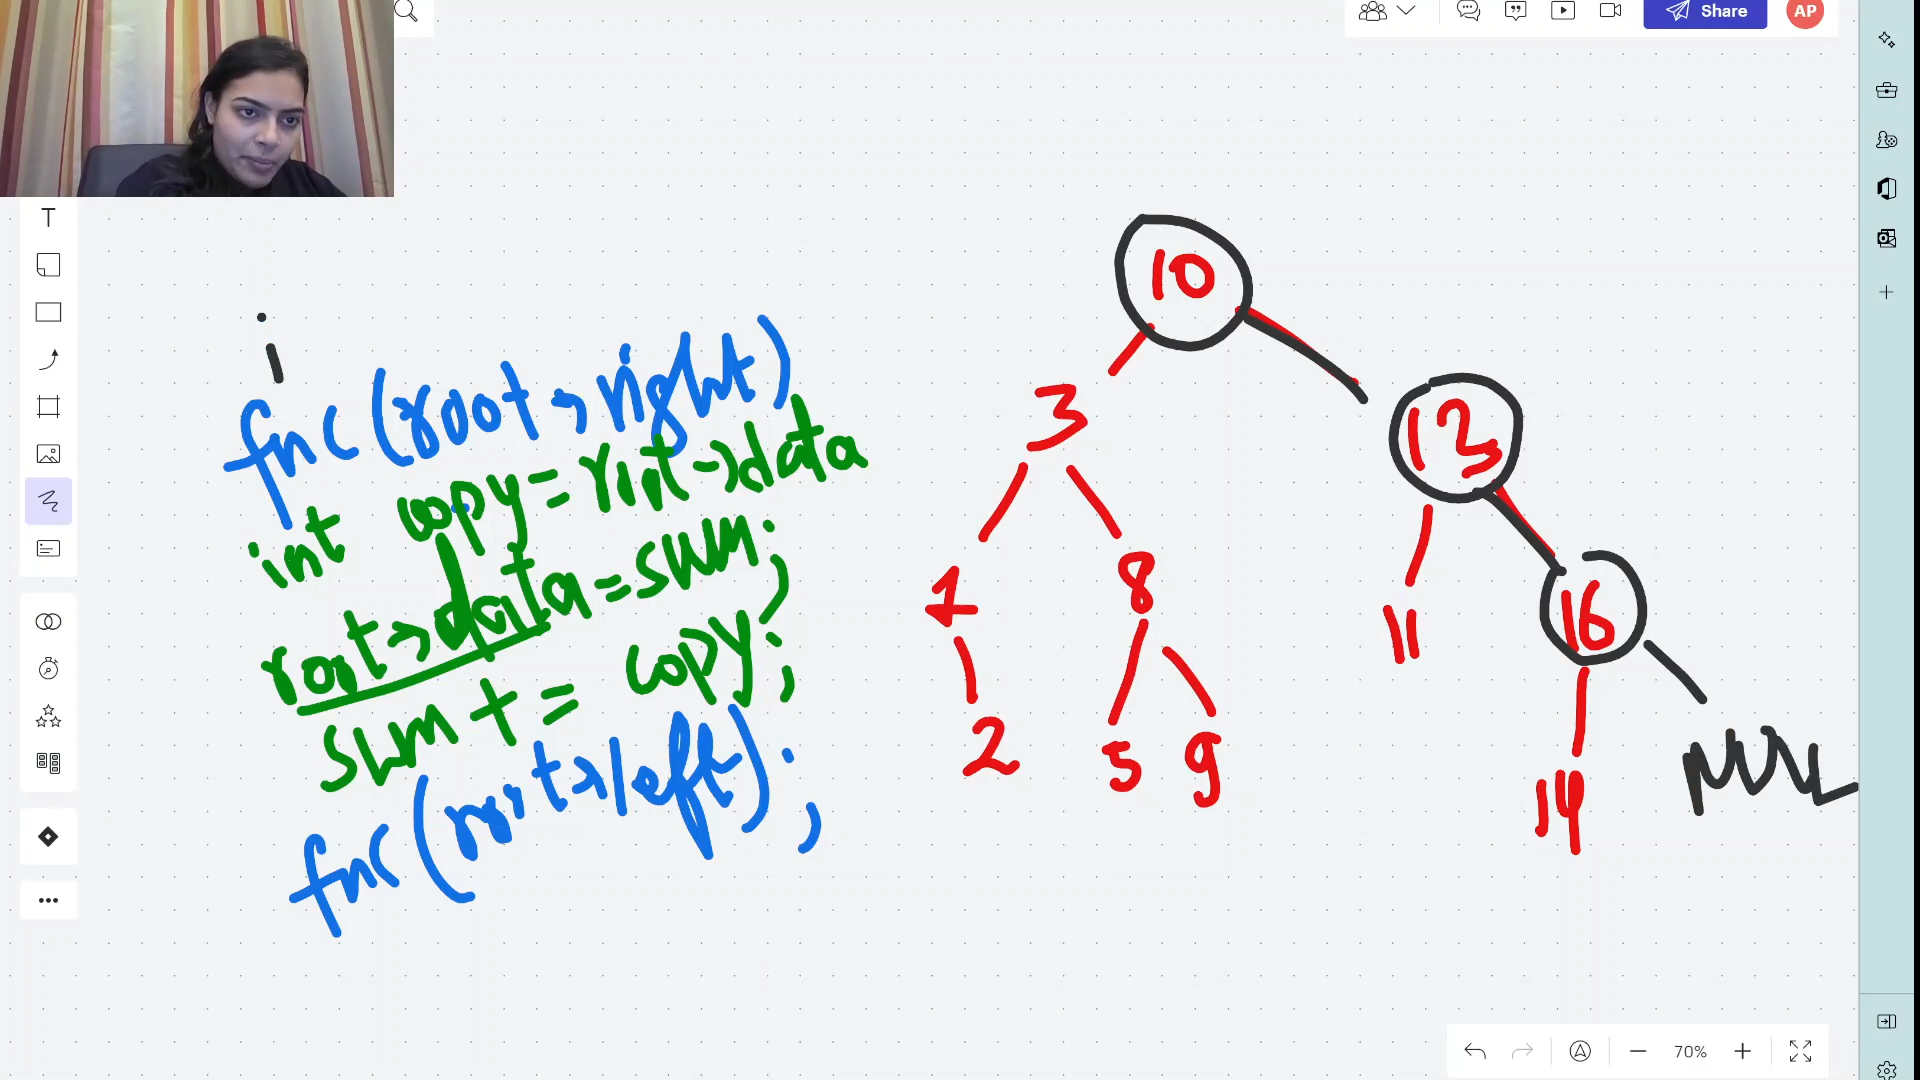 Share
AP
T
i
fnc(root→right)
int copy=root→data
root→data=sum;
sum+=copy;
fnc(root→left);
10
3
13
1
8
11
16
2
5
9
14
NULL
70%